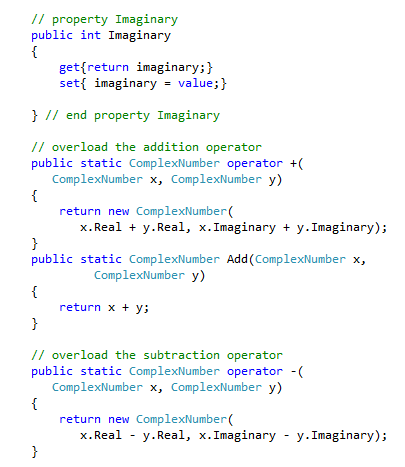 // property Imaginary
public int Imaginary
{
get{return imaginary;}
set{ imaginary = value;}
} // end property Imaginary
// overload the addition operator
public static ComplexNumber operator +(
ComplexNumber x, ComplexNumber y)
{
return new ComplexNumber(
x.Real + y.Real, x.Imaginary + y.Imaginary);
}
public static ComplexNumber Add(ComplexNumber x,
ComplexNumber y)
{
return x + y;
}
// overload the subtraction operator
public static ComplexNumber operator -(
ComplexNumber x, ComplexNumber y)
{
return new ComplexNumber(
x.Real - y.Real, x.Imaginary - y.Imaginary);
}